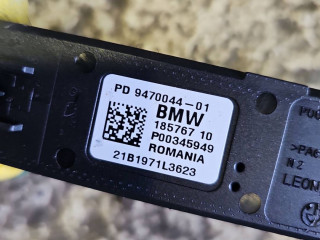 PD 9470044-01
BMW
185767 10
P00345949
ROMANIA
21B1971L3623
LEON